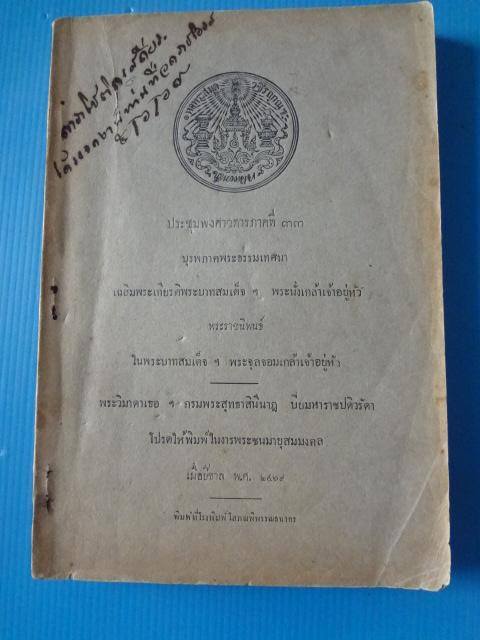 ประชุมพงศาวดารภาคที่ ๓๓
บุรพภาคพระธรรมเทศนา
เฉลิมพระเกียรติพระบาทสมเด็จ ฯ พระนั่งเกล้าเจ้าอยู่หัว
พระราชนิพนธ์
ในพระบาทสมเด็จ ฯ พระจุลจอมเกล้าเจ้าอยู่หัว
พระวิมาดาเธอ ฯ กรมพระสุทธาสินีนาฏ ปิยมหาราชปดิวรัดา
โปรดให้พิมพ์ในงารพระชนมายุสมมงคล
เมื่อปีขาล พ.ศ. ๒๔๖๙
พิมพ์ที่โรงพิมพ์โสภณพิพรรฒธนากร